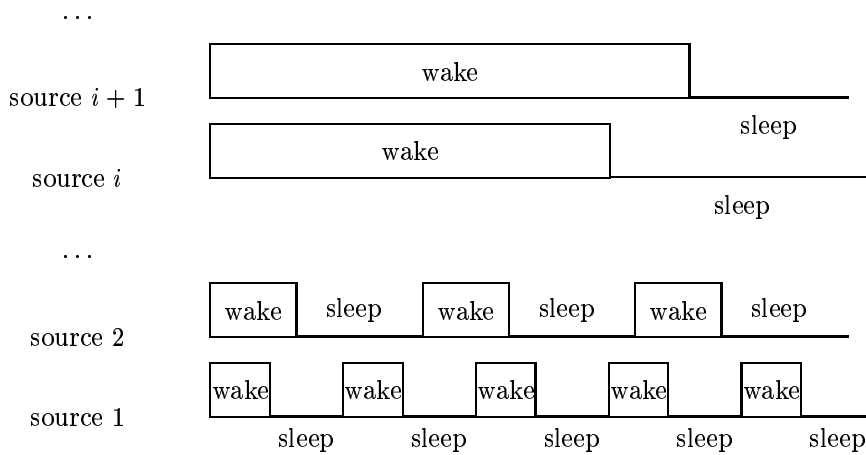 ...
wake
source i + 1
sleep
wake
source i
sleep
...
wake sleep wake sleep wake sleep
source 2
wake wake wake wake wake
source 1
sleep sleep sleep sleep sleep